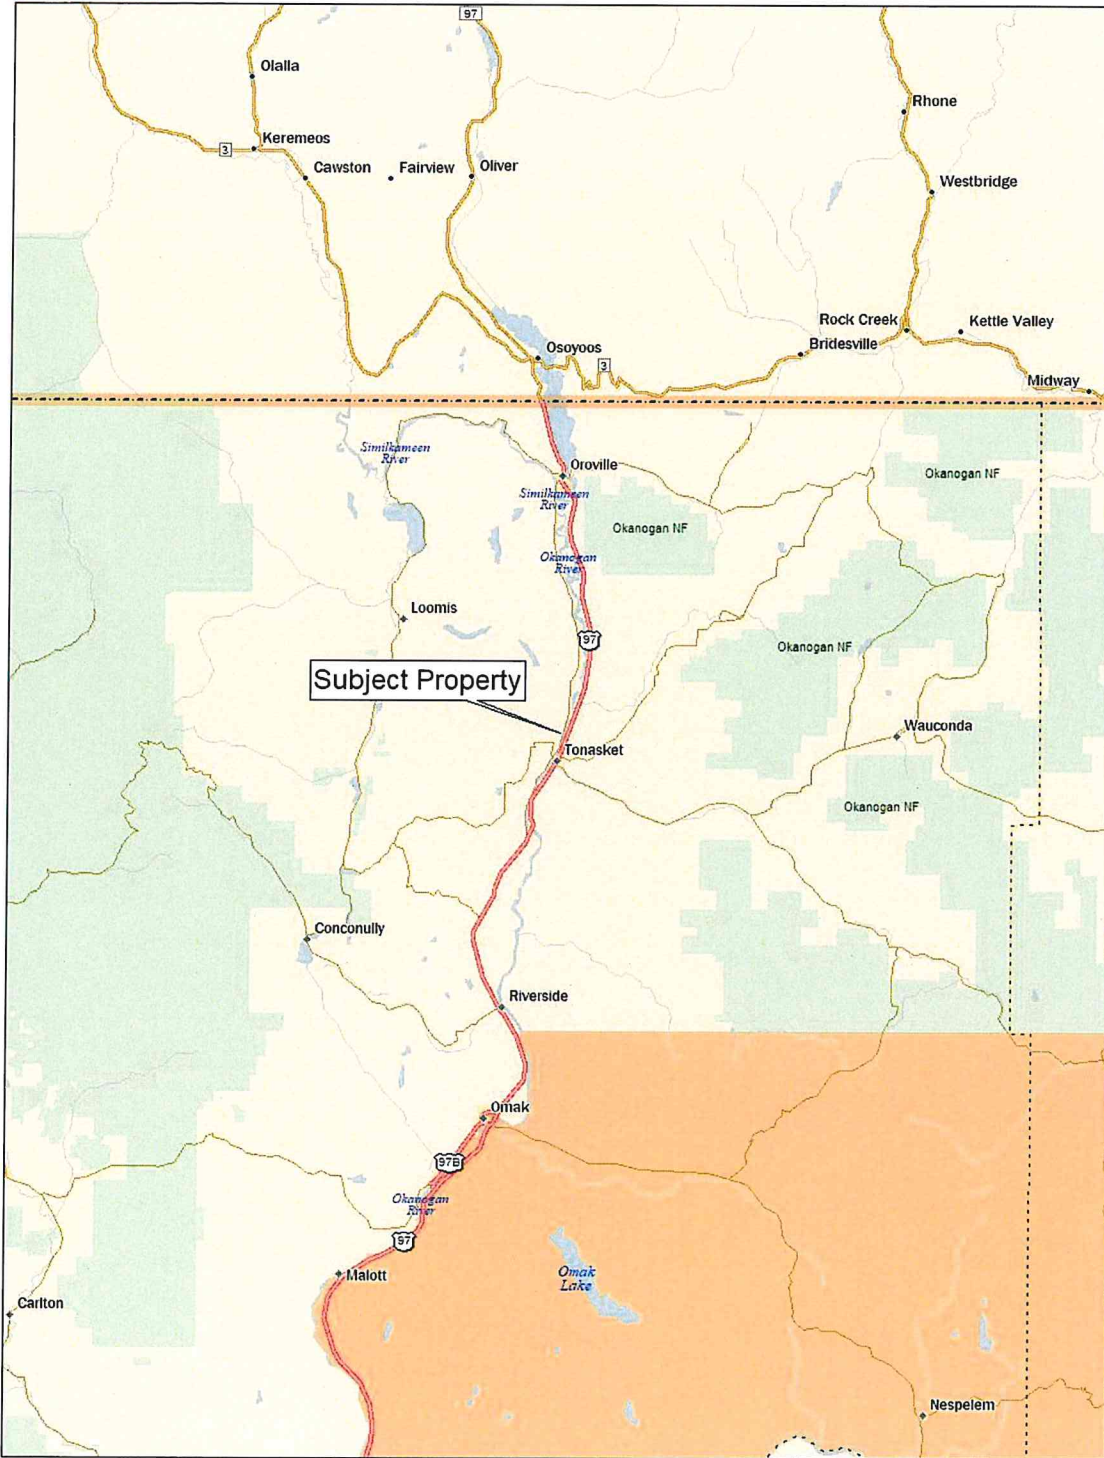 97
Olalla
Rhone
Keremeos
3
Cawston
Fairview
Oliver
Westbridge
Rock Creek
Kettle Valley
Bridesville
Osoyoos
3
Midway
Similkameen
River
Oroville
Okanogan NF
Similkameen
River
Okanogan NF
Okanogan
River
Loomis
97
Okanogan NF
Subject Property
Wauconda
Tonasket
Okanogan NF
Conconully
Riverside
Omak
97B
Okanogan
River
97
Malott
Omak
Lake
Carlton
Nespelem